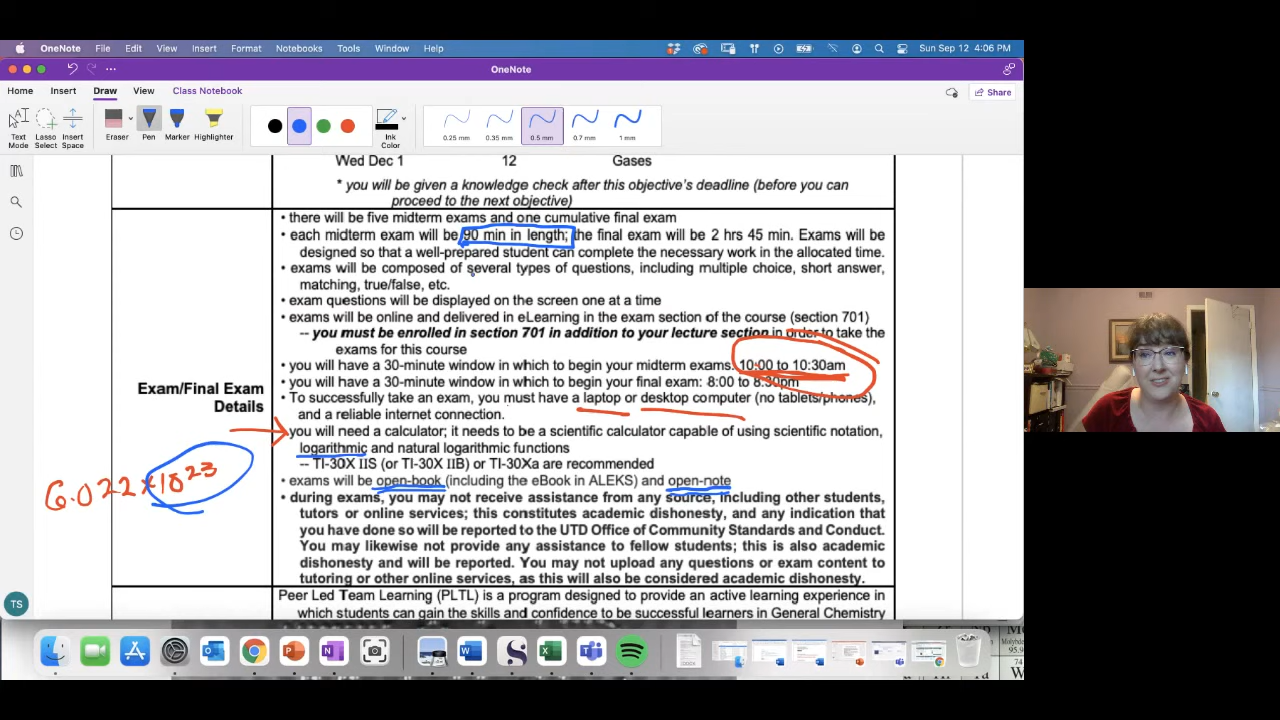 OneNote File Edit View Insert Format Notebooks Tools Window Help Sun Sep 12 4:06 PM
OneNote
Home Insert Draw View Class Notebook Share
Text Mode Lasso Select Insert Space Eraser Pen Marker Highlighter Ink Color 0.25 mm 0.35 mm 0.5 mm 0.7 mm 1 mm
Wed Dec 1 12 Gases
* you will be given a knowledge check after this objective's deadline (before you
can proceed to the next objective)
Exam/Final Exam
Details
• there will be five midterm exams and one cumulative final exam
• each midterm exam will be 90 min in length; the final exam will be 2 hrs 45 min. Exams will be
designed so that a well-prepared student can complete the necessary work in the allocated time.
• exams will be composed of several types of questions, including multiple choice, short answer,
matching, true/false, etc.
• exam questions will be displayed on the screen one at a time
• exams will be online and delivered in eLearning in the exam section of the course (section 701)
-- you must be enrolled in section 701 in addition to your lecture section in order to take the
exams for this course
• you will have a 30-minute window in which to begin your midterm exams: 10:00 to 10:30am
• you will have a 30-minute window in which to begin your final exam: 8:00 to 8:30pm
• To successfully take an exam, you must have a laptop or desktop computer (no tablets/phones),
and a reliable internet connection.
• you will need a calculator; it needs to be a scientific calculator capable of using scientific notation,
logarithmic and natural logarithmic functions
-- TI-30X IIS (or TI-30X IIB) or TI-30Xa are recommended
6.022×10²³
• exams will be open-book (including the eBook in ALEKS) and open-note
• during exams, you may not receive assistance from any source, including other students,
tutors or online services; this constitutes academic dishonesty, and any indication that
you have done so will be reported to the UTD Office of Community Standards and Conduct.
You may likewise not provide any assistance to fellow students; this is also academic
dishonesty and will be reported. You may not upload any questions or exam content to
tutoring or other online services, as this will also be considered academic dishonesty.
Peer Led Team Learning (PLTL) is a program designed to provide an active learning experience in
which students can gain the skills and confidence to be successful learners in General Chemistry
TS